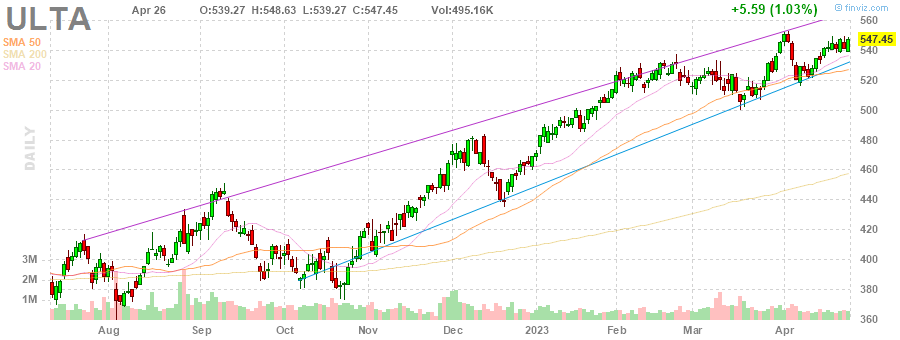 ULTA Apr 26 O:539.27 H:548.63 L:539.27 C:547.45 Vol:495.16K +5.59 (1.03%) @ finviz.com
SMA 50
SMA 200
SMA 20
DAILY
560
547.45
540
520
500
480
460
440
420
400
380
360
3M
2M
1M
Aug Sep Oct Nov Dec 2023 Feb Mar Apr